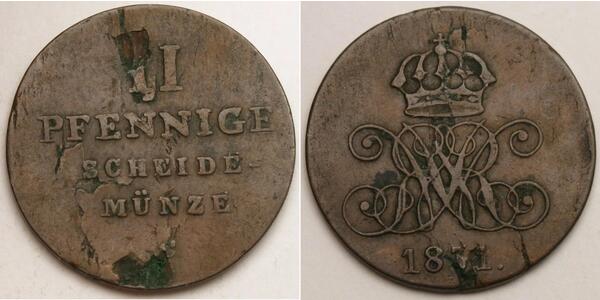 II
PFENNIGE
SCHEIDE-
MÜNZE
1831.